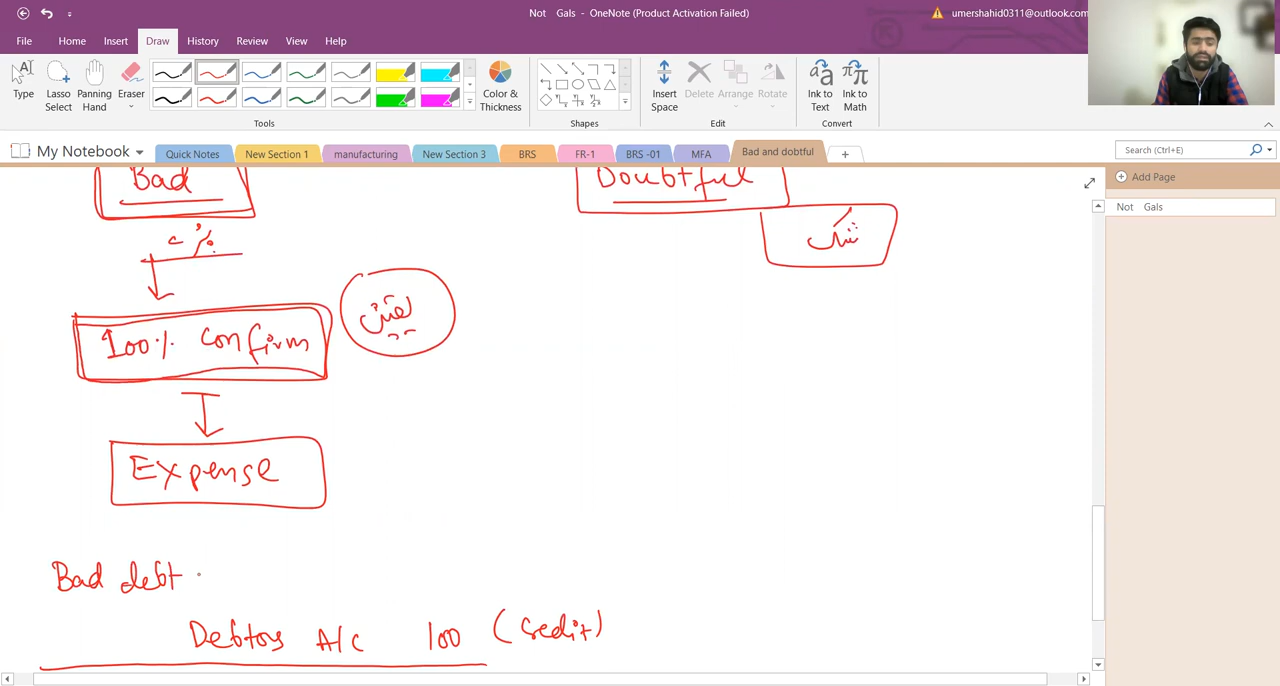 Not Gals - OneNote (Product Activation Failed)
umershahid0311@outlook.com
File Home Insert Draw History Review View Help
Type
Lasso Select
Panning Hand
Eraser
Color & Thickness
Insert Space
Delete
Arrange
Rotate
Ink to Text
Ink to Math
Tools
Shapes
Edit
Convert
My Notebook
Quick Notes
New Section 1
manufacturing
New Section 3
BRS
FR-1
BRS -01
MFA
Bad and dobtful
Search (Ctrl+E)
Add Page
Not Gals
Bad
Doubtful
شک
100% confirm
یقین
Expense
Bad debt
Debtors A/C 100 (Credit)